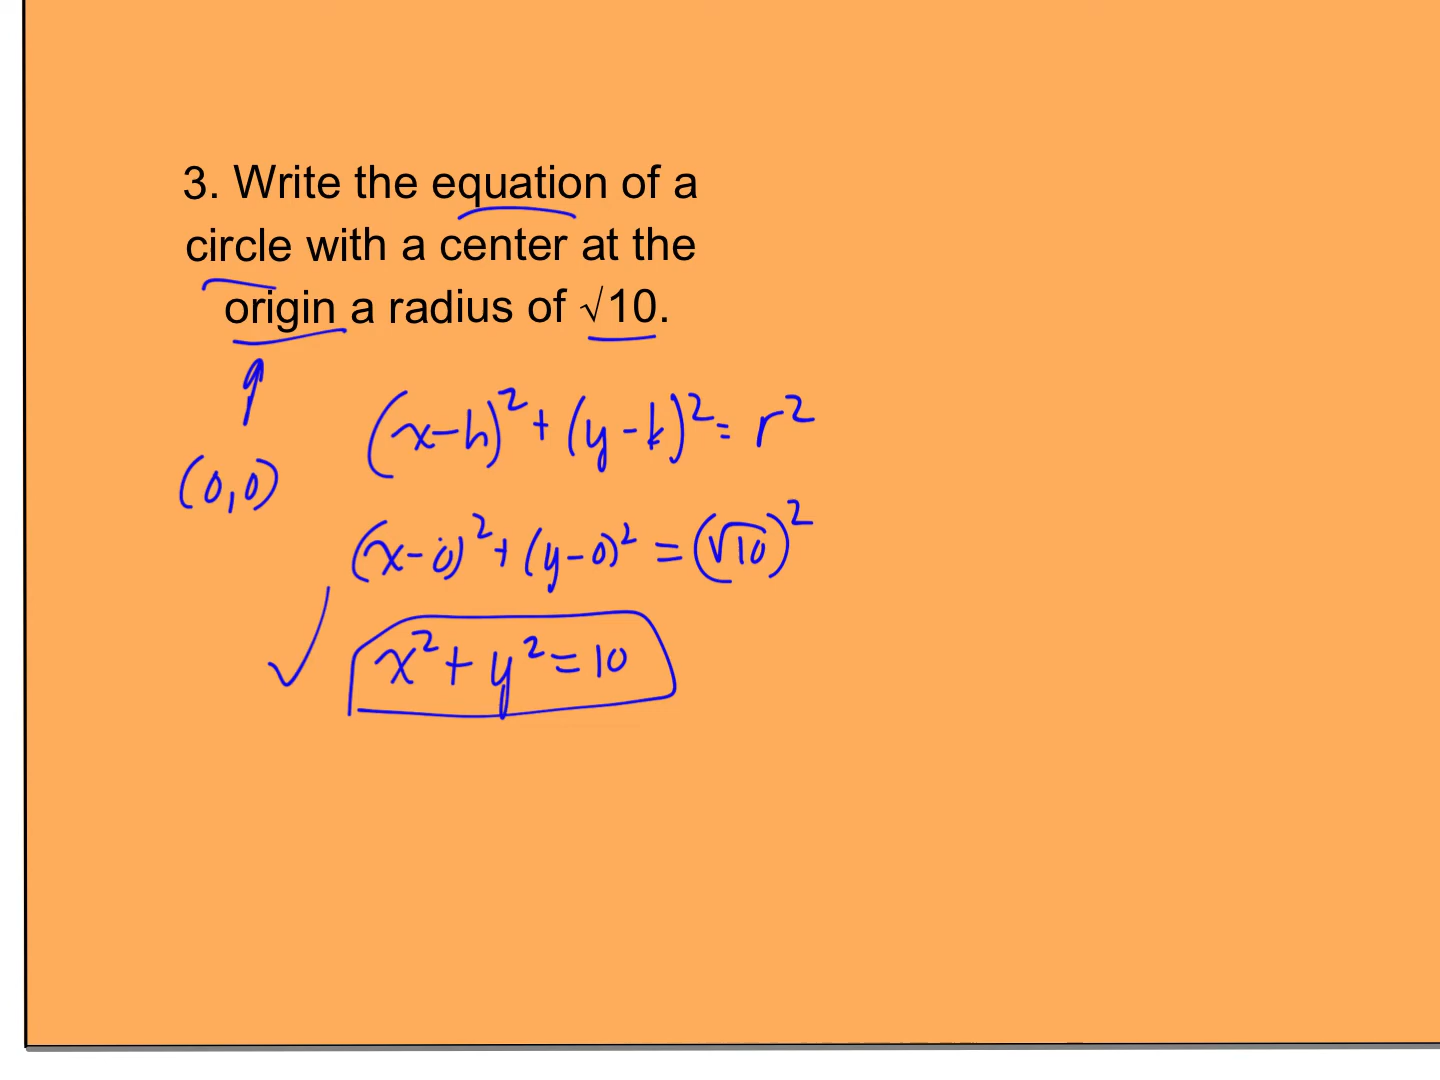 3. Write the equation of a
circle with a center at the
origin a radius of √10.
(x-h)²+(y-k)²= r²
(0,0)
(x-0)²+(y-0)² = (√10)²
x²+y²=10